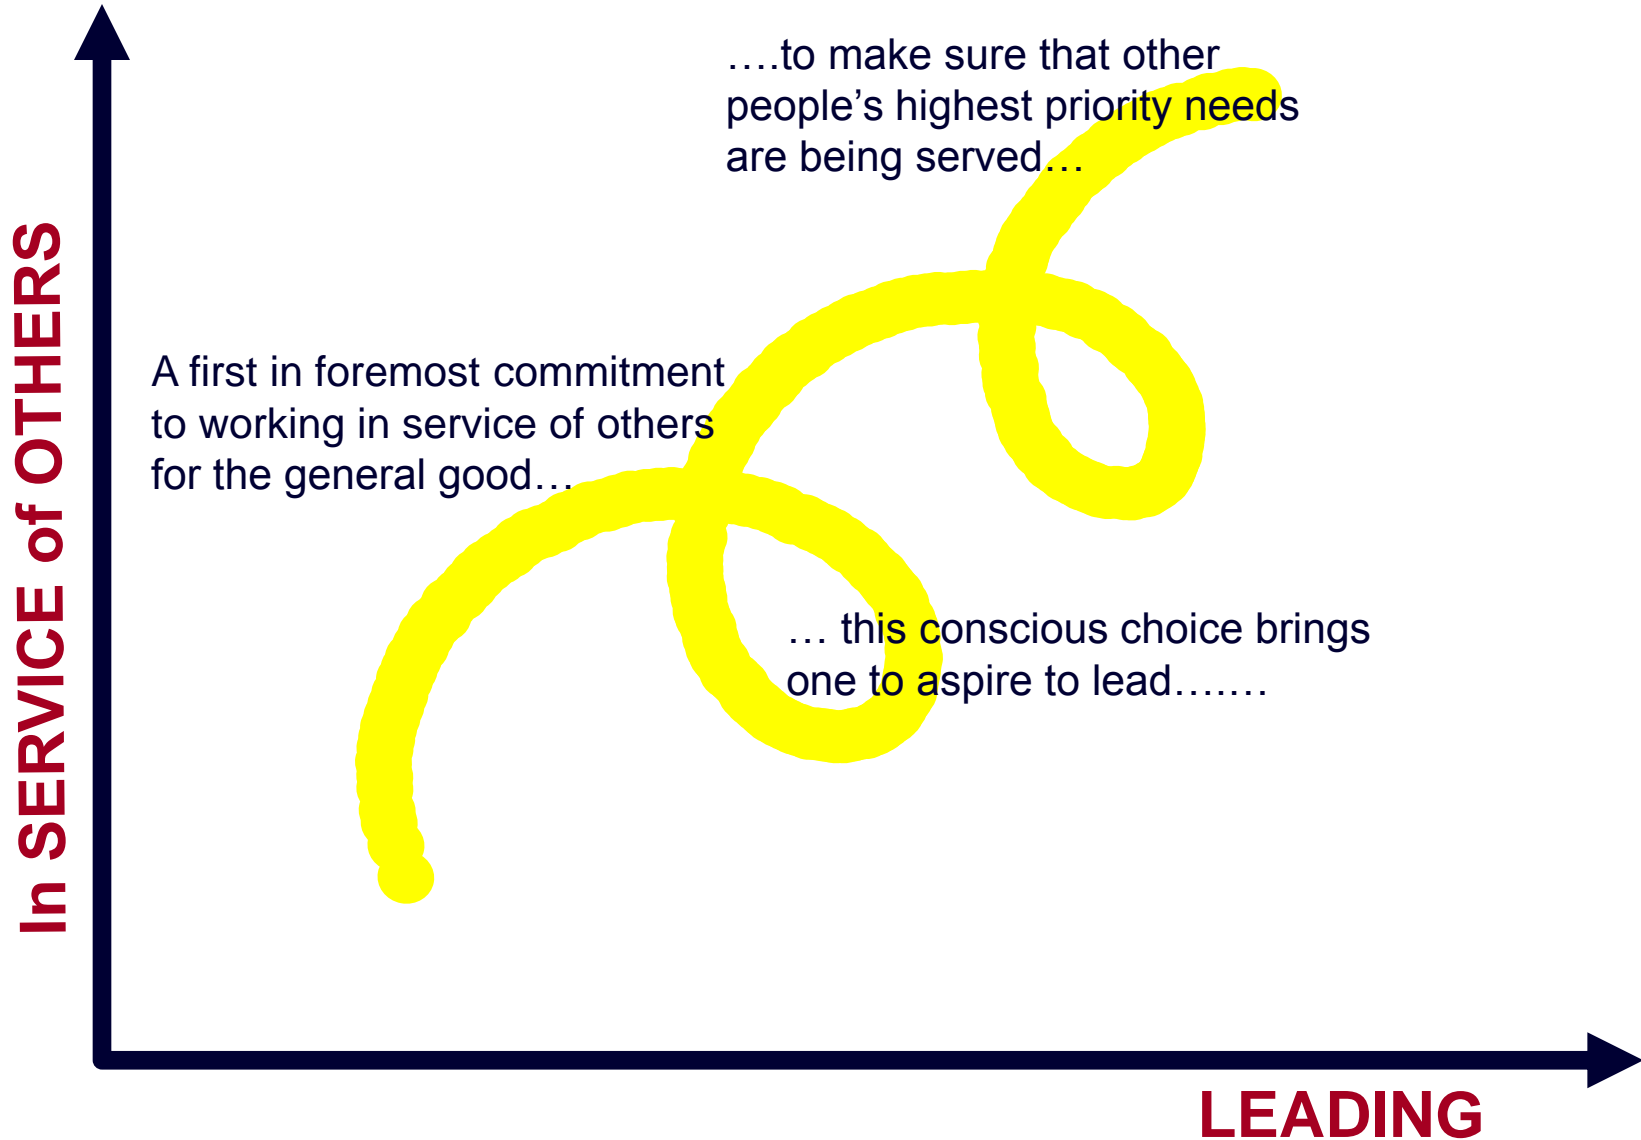 ….to make sure that other
people’s highest priority needs
are being served…
In SERVICE of OTHERS
A first in foremost commitment
to working in service of others
for the general good…
… this conscious choice brings
one to aspire to lead…..…
LEADING